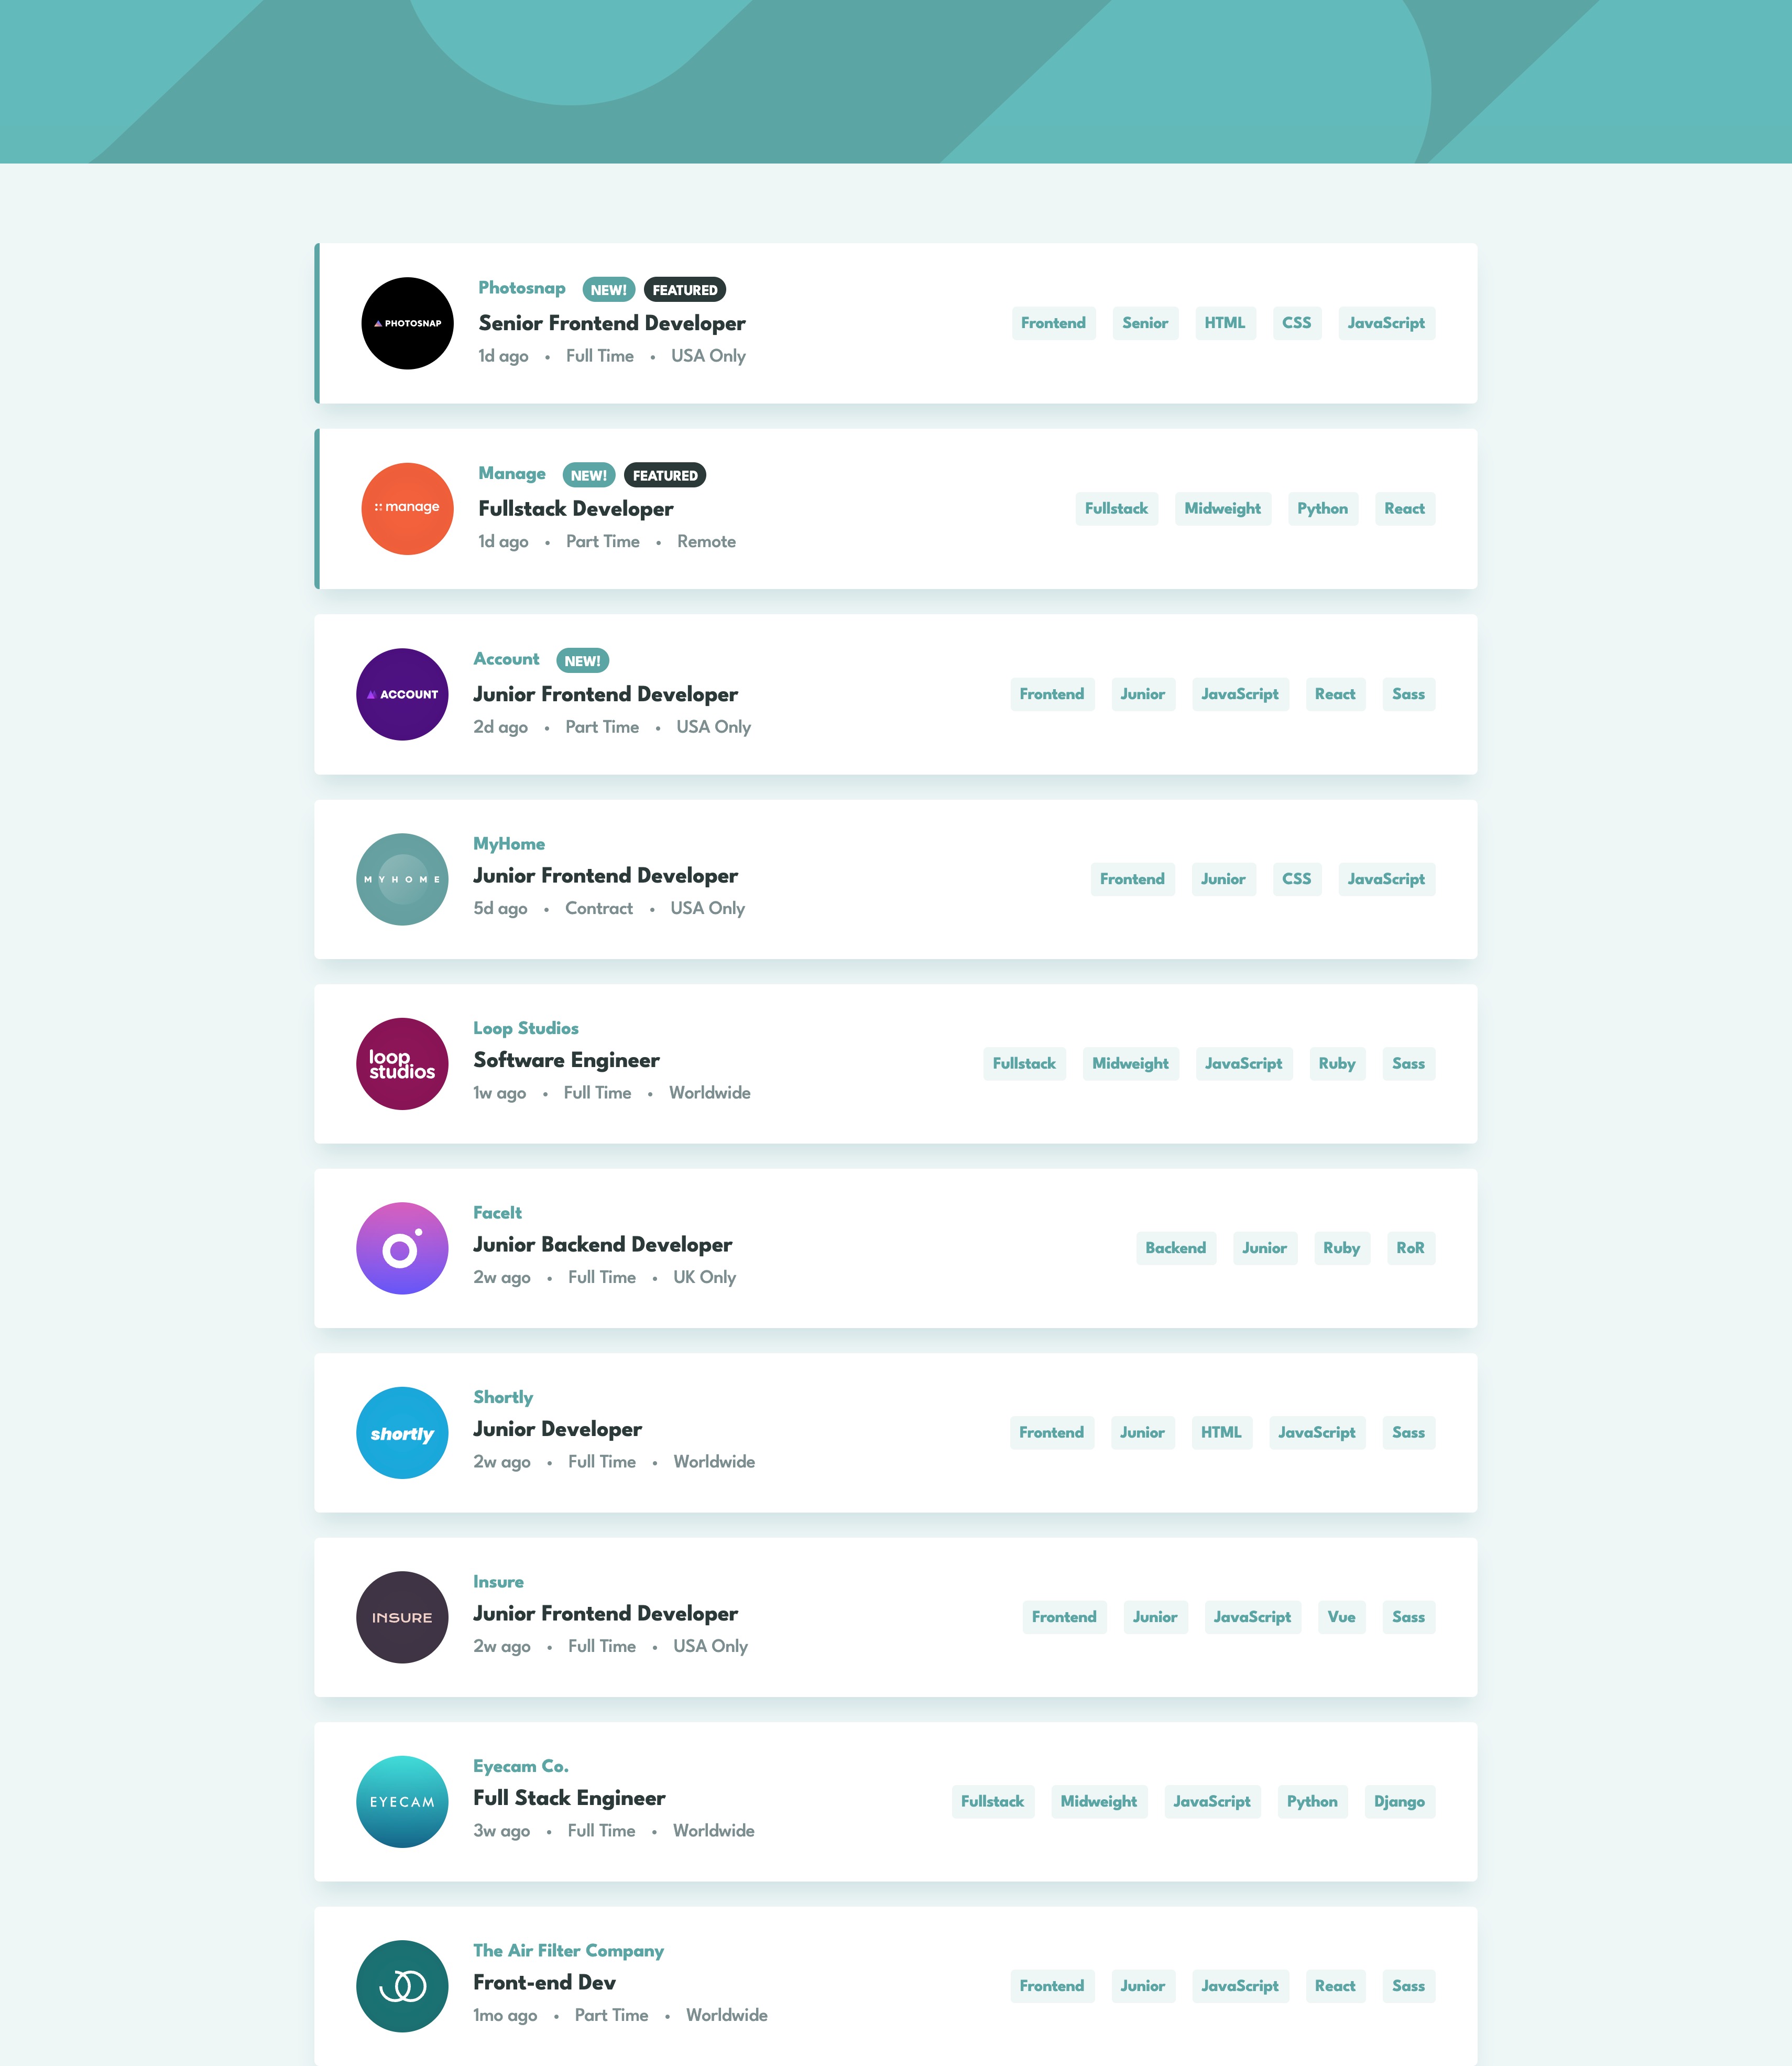 PHOTOSNAP
Photosnap NEW! FEATURED
Senior Frontend Developer
1d ago • Full Time • USA Only
Frontend Senior HTML CSS JavaScript
manage
Manage NEW! FEATURED
Fullstack Developer
1d ago • Part Time • Remote
Fullstack Midweight Python React
ACCOUNT
Account NEW!
Junior Frontend Developer
2d ago • Part Time • USA Only
Frontend Junior JavaScript React Sass
MYHOME
MyHome
Junior Frontend Developer
5d ago • Contract • USA Only
Frontend Junior CSS JavaScript
loop
studios
Loop Studios
Software Engineer
1w ago • Full Time • Worldwide
Fullstack Midweight JavaScript Ruby Sass
FaceIt
Junior Backend Developer
2w ago • Full Time • UK Only
Backend Junior Ruby RoR
shortly
Shortly
Junior Developer
2w ago • Full Time • Worldwide
Frontend Junior HTML JavaScript Sass
INSURE
Insure
Junior Frontend Developer
2w ago • Full Time • USA Only
Frontend Junior JavaScript Vue Sass
EYECAM
Eyecam Co.
Full Stack Engineer
3w ago • Full Time • Worldwide
Fullstack Midweight JavaScript Python Django
The Air Filter Company
Front-end Dev
1mo ago • Part Time • Worldwide
Frontend Junior JavaScript React Sass